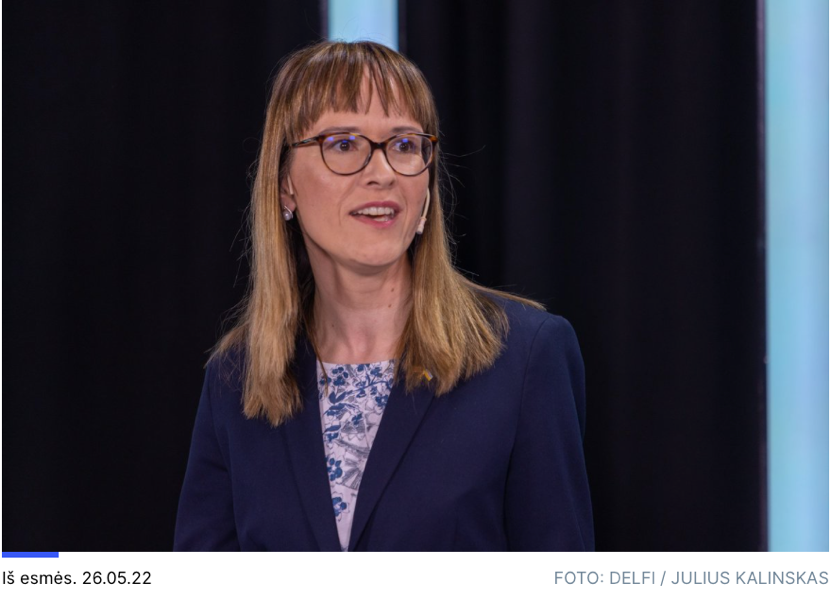 Iš esmės. 26.05.22
FOTO: DELFI / JULIUS KALINSKAS